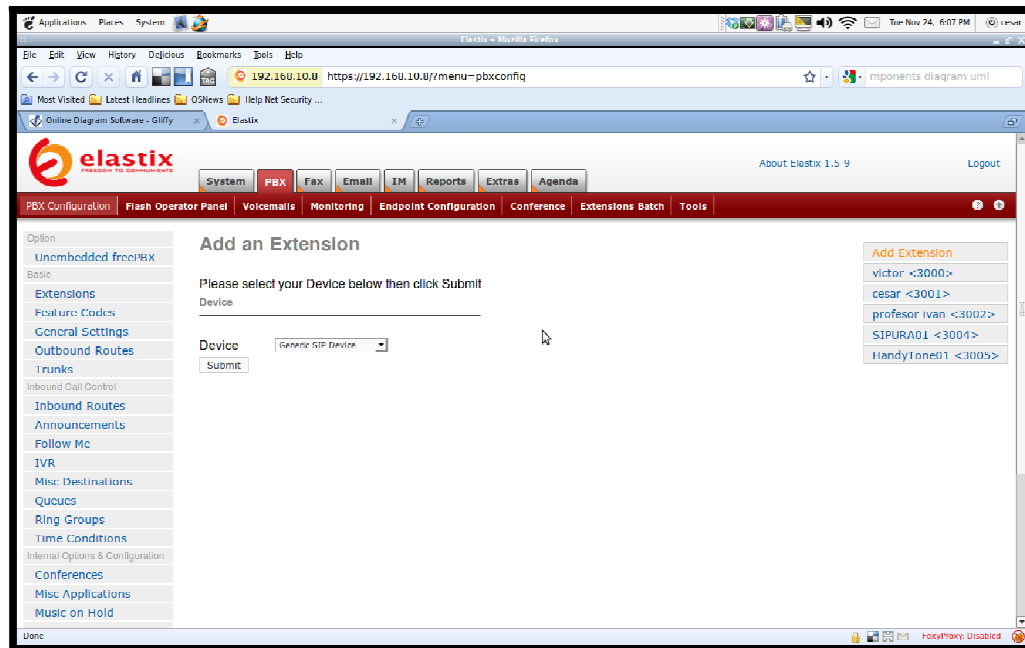 Applications Places System Tue Nov 24, 6:07 PM cesar
Elastix - Mozilla Firefox
File Edit View History Delicious Bookmarks Tools Help
TAG 192.168.10.8 https://192.168.10.8/?menu=pbxconfig mponents diagram uml
Most Visited Latest Headlines OSNews Help Net Security ...
Online Diagram Software - Gliffy Elastix
elastix
FREEDOM TO COMMUNICATE
About Elastix 1.5-9 Logout
System PBX Fax Email IM Reports Extras Agenda
PBX Configuration Flash Operator Panel Voicemails Monitoring Endpoint Configuration Conference Extensions Batch Tools
Option
Unembedded freePBX
Basic
Extensions
Feature Codes
General Settings
Outbound Routes
Trunks
Inbound Call Control
Inbound Routes
Announcements
Follow Me
IVR
Misc Destinations
Queues
Ring Groups
Time Conditions
Internal Options & Configuration
Conferences
Misc Applications
Music on Hold
Add an Extension
Please select your Device below then click Submit
Device
Device Generic SIP Device
Submit
Add Extension
victor <3000>
cesar <3001>
profesor ivan <3002>
SIPURA01 <3004>
HandyTone01 <3005>
Done FoxyProxy: Disabled